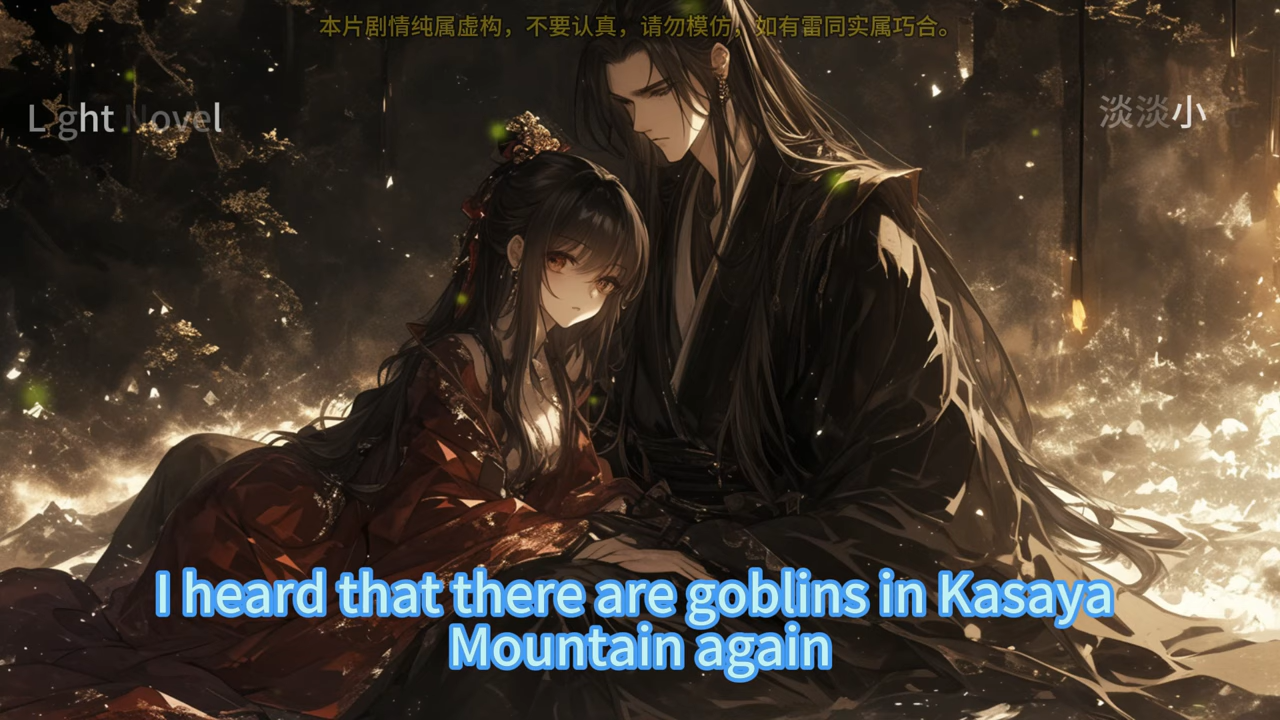 本片剧情纯属虚构，不要认真，请勿模仿，如有雷同实属巧合。
Light Novel
淡淡小
I heard that there are goblins in Kasaya
Mountain again